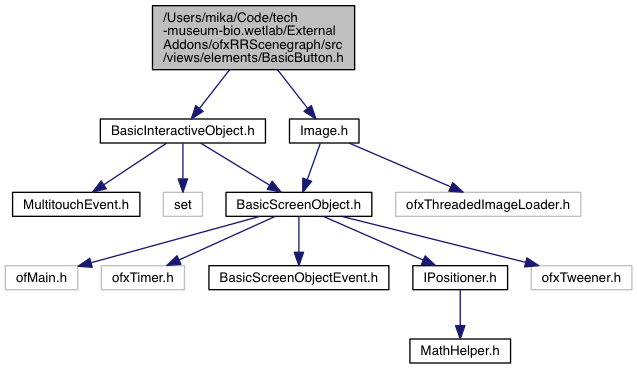 /Users/mika/Code/tech
-museum-bio.wetlab/External
Addons/ofxRRScenegraph/src
/views/elements/BasicButton.h
BasicInteractiveObject.h
Image.h
MultitouchEvent.h
set
BasicScreenObject.h
ofxThreadedImageLoader.h
ofMain.h
ofxTimer.h
BasicScreenObjectEvent.h
IPositioner.h
ofxTweener.h
MathHelper.h